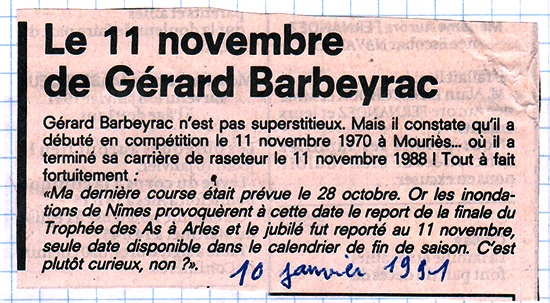 Le 11 novembre
de Gérard Barbeyrac
Gérard Barbeyrac n'est pas superstitieux. Mais il constate qu'il a
débuté en compétition le 11 novembre 1970 à Mouriès... où il a
terminé sa carrière de raseteur le 11 novembre 1988 ! Tout à fait
fortuitement :
«Ma dernière course était prévue le 28 octobre. Or les inonda-
tions de Nîmes provoquèrent à cette date le report de la finale du
Trophée des As à Arles et le jubilé fut reporté au 11 novembre,
seule date disponible dans le calendrier de fin de saison. C'est
plutôt curieux, non ?».
10 janvier 1991